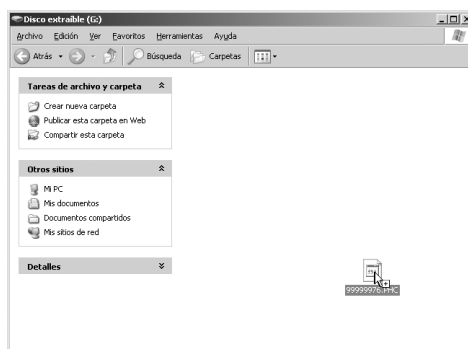 Disco extraíble (G:)
Archivo Edición Ver Favoritos Herramientas Ayuda
Atrás Búsqueda Carpetas
Tareas de archivo y carpeta
Crear nueva carpeta
Publicar esta carpeta en Web
Compartir esta carpeta
Otros sitios
Mi PC
Mis documentos
Documentos compartidos
Mis sitios de red
Detalles
99999976.PHC